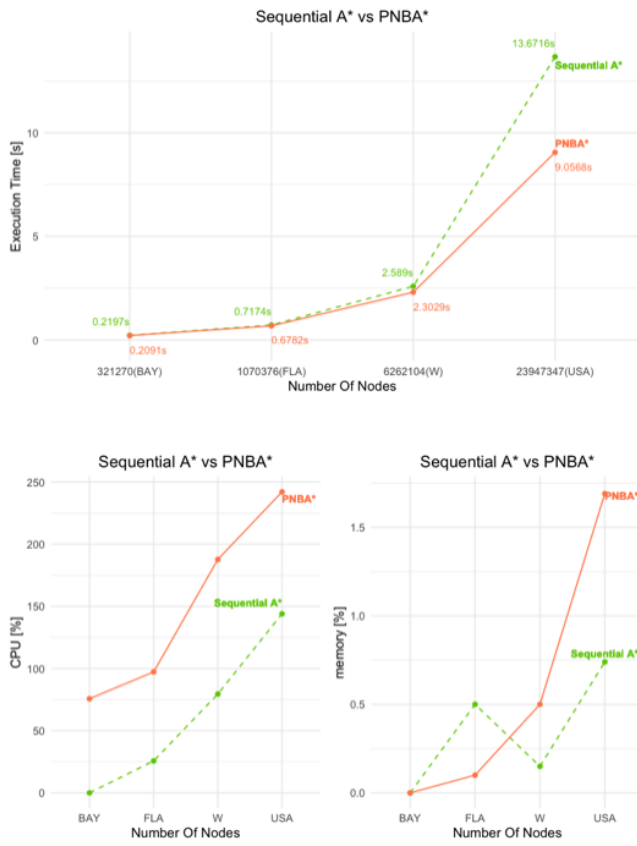 Sequential A* vs PNBA*
13.6716s
Sequential A*
PNBA*
9.0568s
2.589s
2.3029s
0.7174s
0.6782s
0.2197s
0.2091s
Execution Time [s]
10
5
0
321270(BAY) 1070376(FLA) 6262104(W) 23947347(USA)
Number Of Nodes
Sequential A* vs PNBA*
250
200
150
100
50
0
CPU [%]
PNBA*
Sequential A*
BAY FLA W USA
Number Of Nodes
Sequential A* vs PNBA*
1.5
1.0
0.5
0.0
memory [%]
PNBA*
Sequential A*
BAY FLA W USA
Number Of Nodes